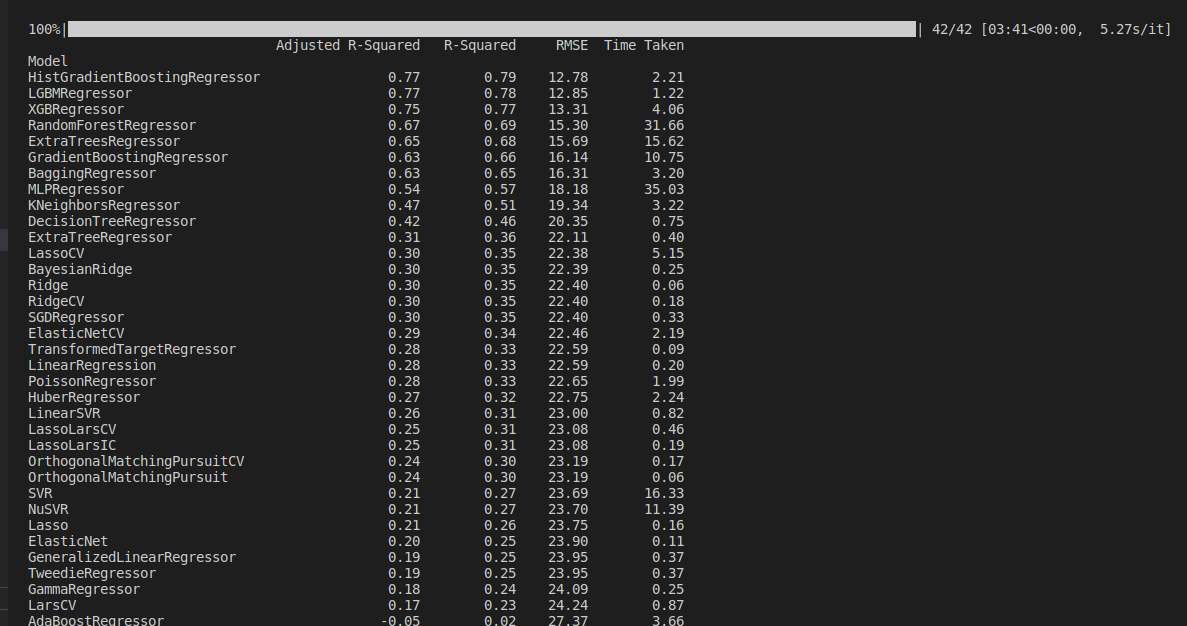 100%| | 42/42 [03:41<00:00,  5.27s/it]
Adjusted R-Squared R-Squared RMSE Time Taken
Model
HistGradientBoostingRegressor 0.77 0.79 12.78 2.21
LGBMRegressor 0.77 0.78 12.85 1.22
XGBRegressor 0.75 0.77 13.31 4.06
RandomForestRegressor 0.67 0.69 15.30 31.66
ExtraTreesRegressor 0.65 0.68 15.69 15.62
GradientBoostingRegressor 0.63 0.66 16.14 10.75
BaggingRegressor 0.63 0.65 16.31 3.20
MLPRegressor 0.54 0.57 18.18 35.03
KNeighborsRegressor 0.47 0.51 19.34 3.22
DecisionTreeRegressor 0.42 0.46 20.35 0.75
ExtraTreeRegressor 0.31 0.36 22.11 0.40
LassoCV 0.30 0.35 22.38 5.15
BayesianRidge 0.30 0.35 22.39 0.25
Ridge 0.30 0.35 22.40 0.06
RidgeCV 0.30 0.35 22.40 0.18
SGDRegressor 0.30 0.35 22.40 0.33
ElasticNetCV 0.29 0.34 22.46 2.19
TransformedTargetRegressor 0.28 0.33 22.59 0.09
LinearRegression 0.28 0.33 22.59 0.20
PoissonRegressor 0.28 0.33 22.65 1.99
HuberRegressor 0.27 0.32 22.75 2.24
LinearSVR 0.26 0.31 23.00 0.82
LassoLarsCV 0.25 0.31 23.08 0.46
LassoLarsIC 0.25 0.31 23.08 0.19
OrthogonalMatchingPursuitCV 0.24 0.30 23.19 0.17
OrthogonalMatchingPursuit 0.24 0.30 23.19 0.06
SVR 0.21 0.27 23.69 16.33
NuSVR 0.21 0.27 23.70 11.39
Lasso 0.21 0.26 23.75 0.16
ElasticNet 0.20 0.25 23.90 0.11
GeneralizedLinearRegressor 0.19 0.25 23.95 0.37
TweedieRegressor 0.19 0.25 23.95 0.37
GammaRegressor 0.18 0.24 24.09 0.25
LarsCV 0.17 0.23 24.24 0.87
AdaBoostRegressor -0.05 0.02 27.37 3.66